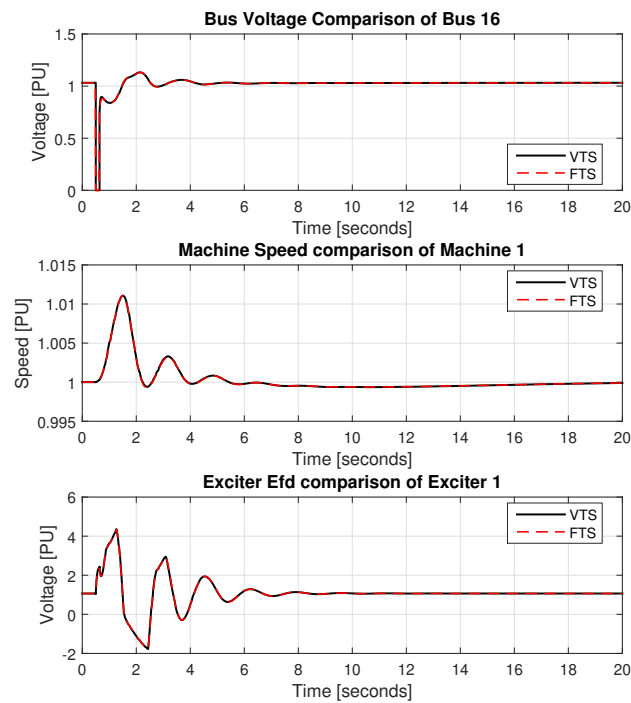 Bus Voltage Comparison of Bus 16
Voltage [PU]
1.5
1
0.5
0
VTS
FTS
0 2 4 6 8 10 12 14 16 18 20
Time [seconds]
Machine Speed comparison of Machine 1
Speed [PU]
1.015
1.01
1.005
1
0.995
VTS
FTS
0 2 4 6 8 10 12 14 16 18 20
Time [seconds]
Exciter Efd comparison of Exciter 1
Voltage [PU]
6
4
2
0
-2
VTS
FTS
0 2 4 6 8 10 12 14 16 18 20
Time [seconds]